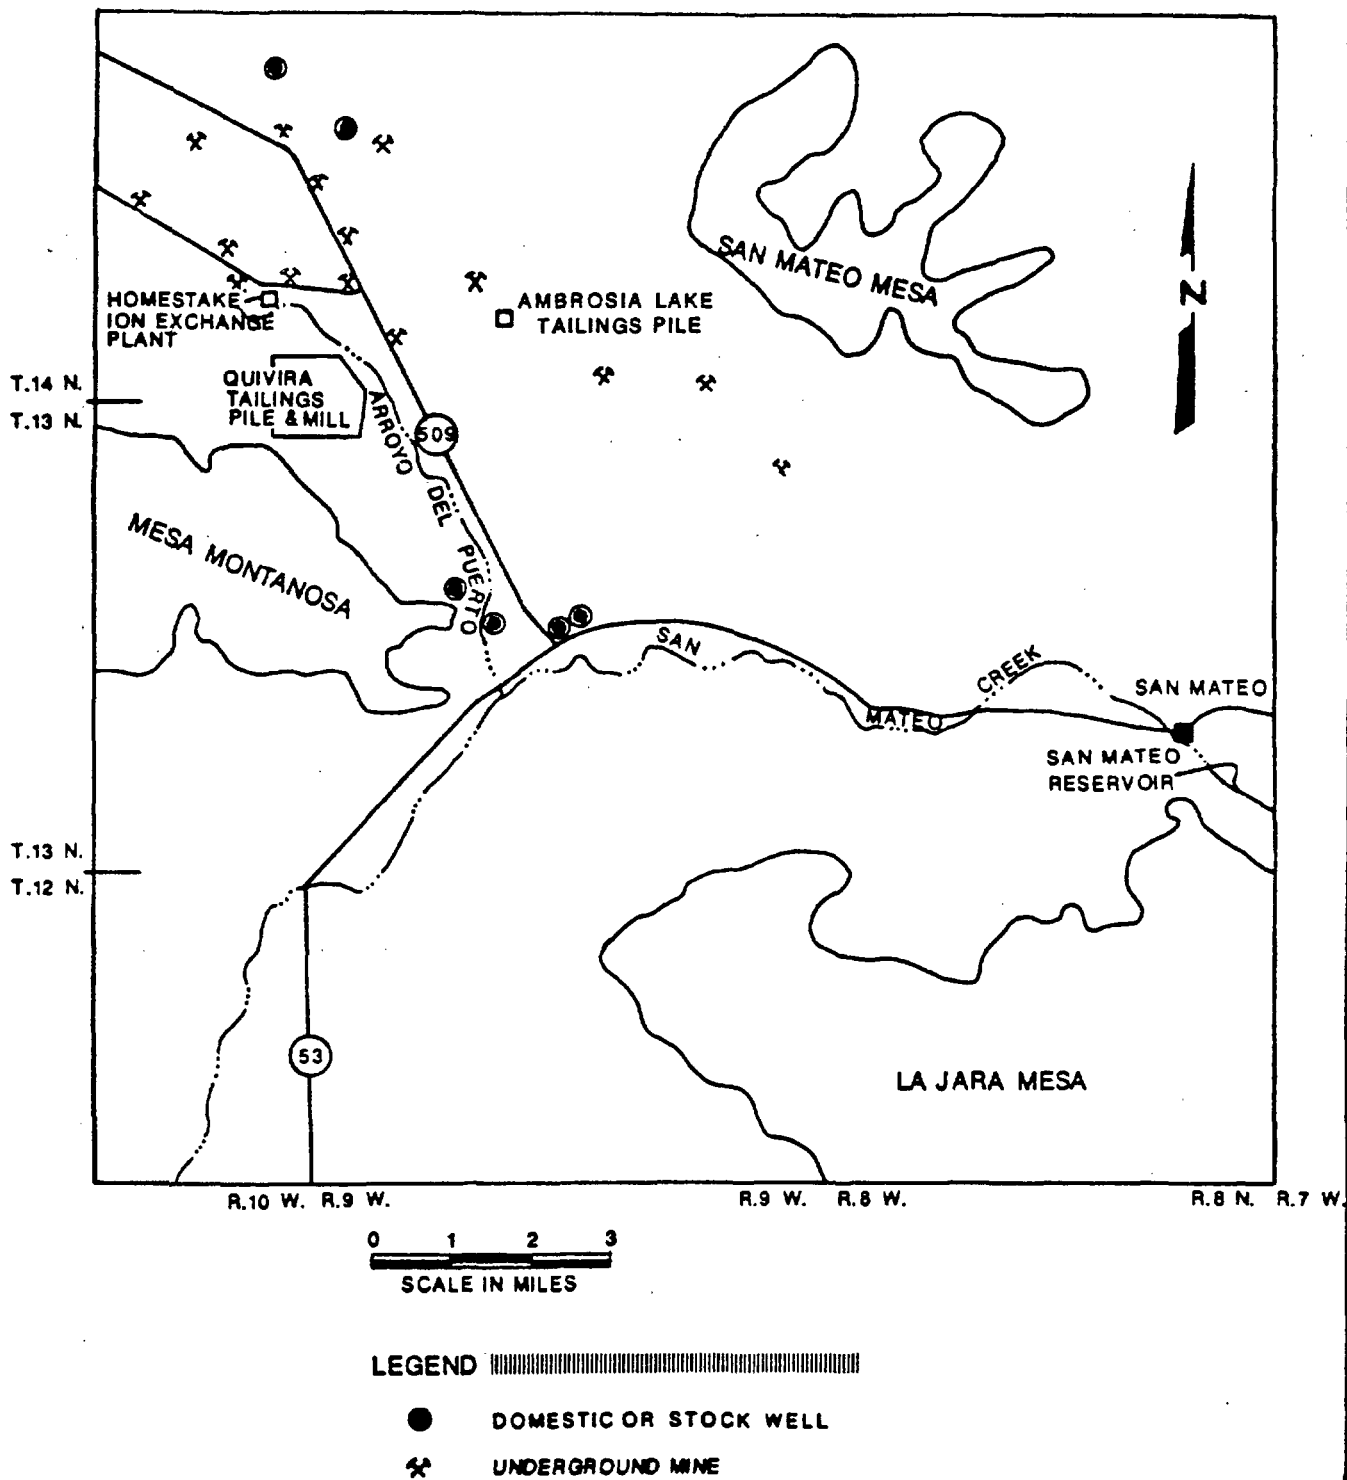 SAN MATEO MESA
N
HOMESTAKE
ION EXCHANGE
PLANT
AMBROSIA LAKE
TAILINGS PILE
T.14 N.
T.13 N.
QUIVIRA
TAILINGS
PILE & MILL
509
ARROYO DEL PUERTO
MESA MONTANOSA
SAN MATEO CREEK
SAN MATEO
SAN MATEO
RESERVOIR
T.13 N.
T.12 N.
53
LA JARA MESA
R.10 W. R.9 W.
R.9 W. R.8 W.
R.8 N. R.7 W.
0 1 2 3
SCALE IN MILES
LEGEND
DOMESTIC OR STOCK WELL
UNDERGROUND MINE